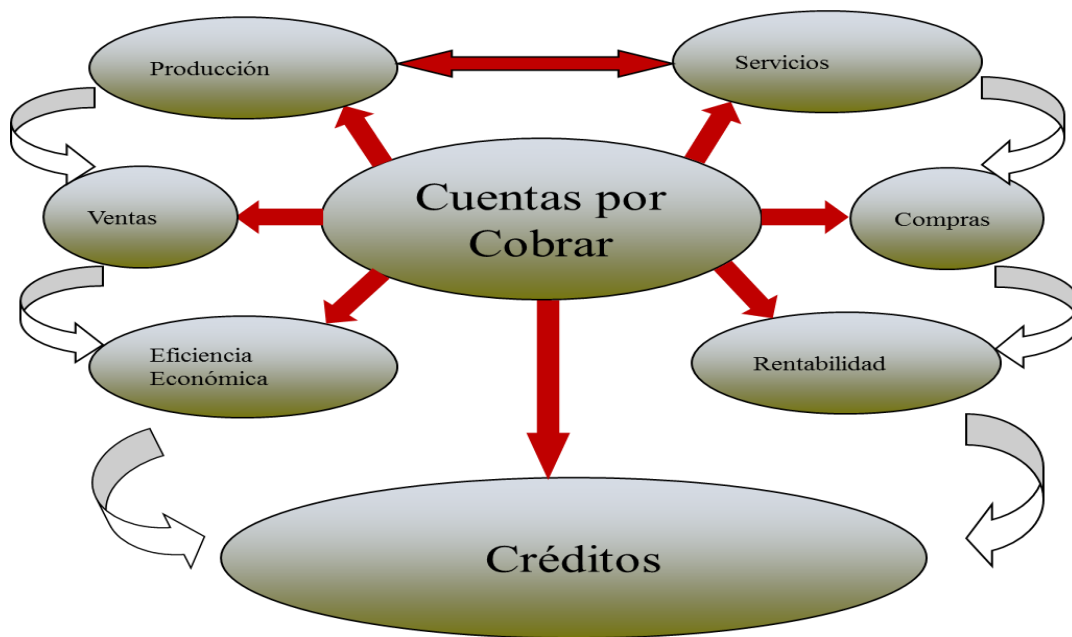 Producción
Servicios
Cuentas por
Cobrar
Ventas
Compras
Eficiencia
Económica
Rentabilidad
Créditos